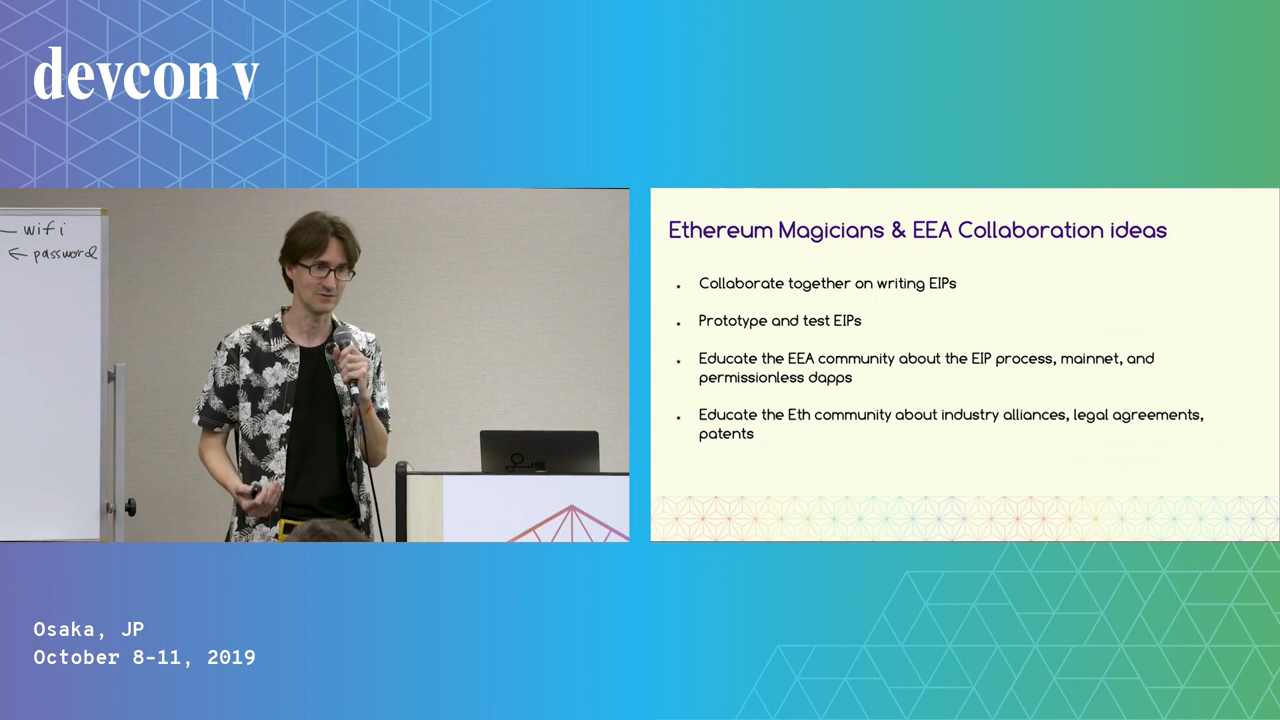 devcon v
wifi
← password
Ethereum Magicians & EEA Collaboration ideas
Collaborate together on writing EIPs
Prototype and test EIPs
Educate the EEA community about the EIP process, mainnet, and
permissionless dapps
Educate the Eth community about industry alliances, legal agreements,
patents
Osaka, JP
October 8-11, 2019